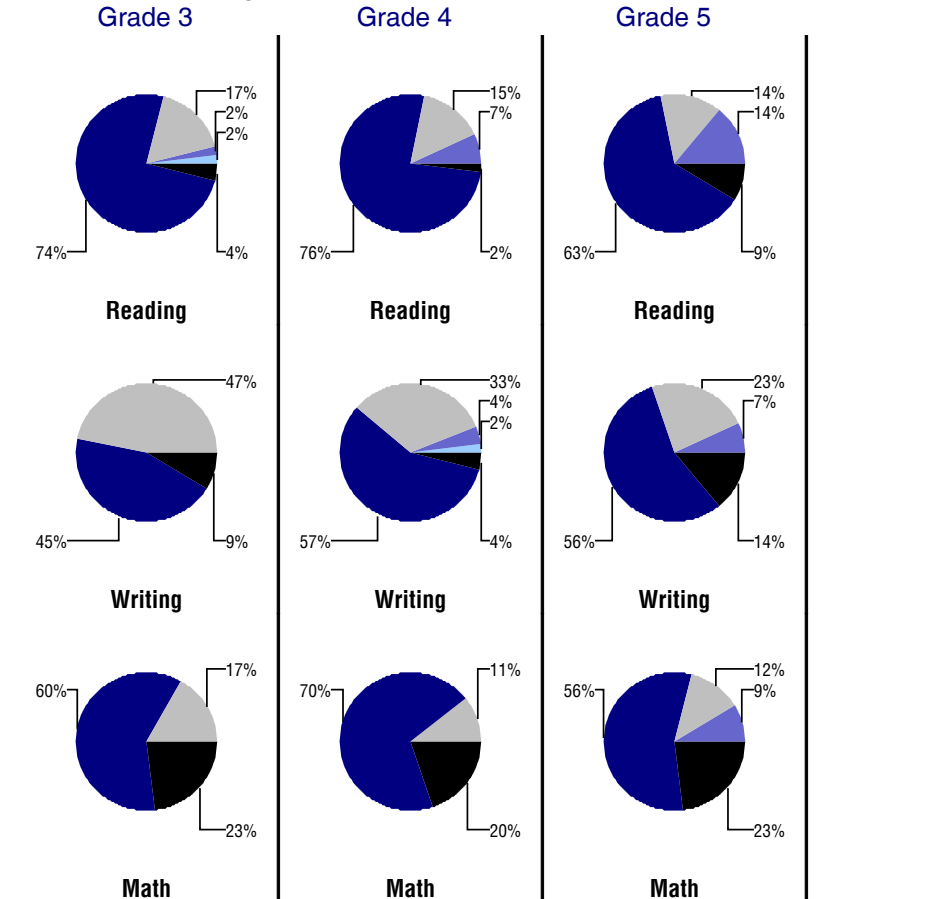 Grade 3 Grade 4 Grade 5
17% 15% 14%
2% 7% 14%
2%
74% 4% 76% 2% 63% 9%
Reading Reading Reading
47% 33% 23%
4% 7%
2%
45% 9% 57% 4% 56% 14%
Writing Writing Writing
17% 11% 12%
60% 70% 56% 9%
23% 20% 23%
Math Math Math